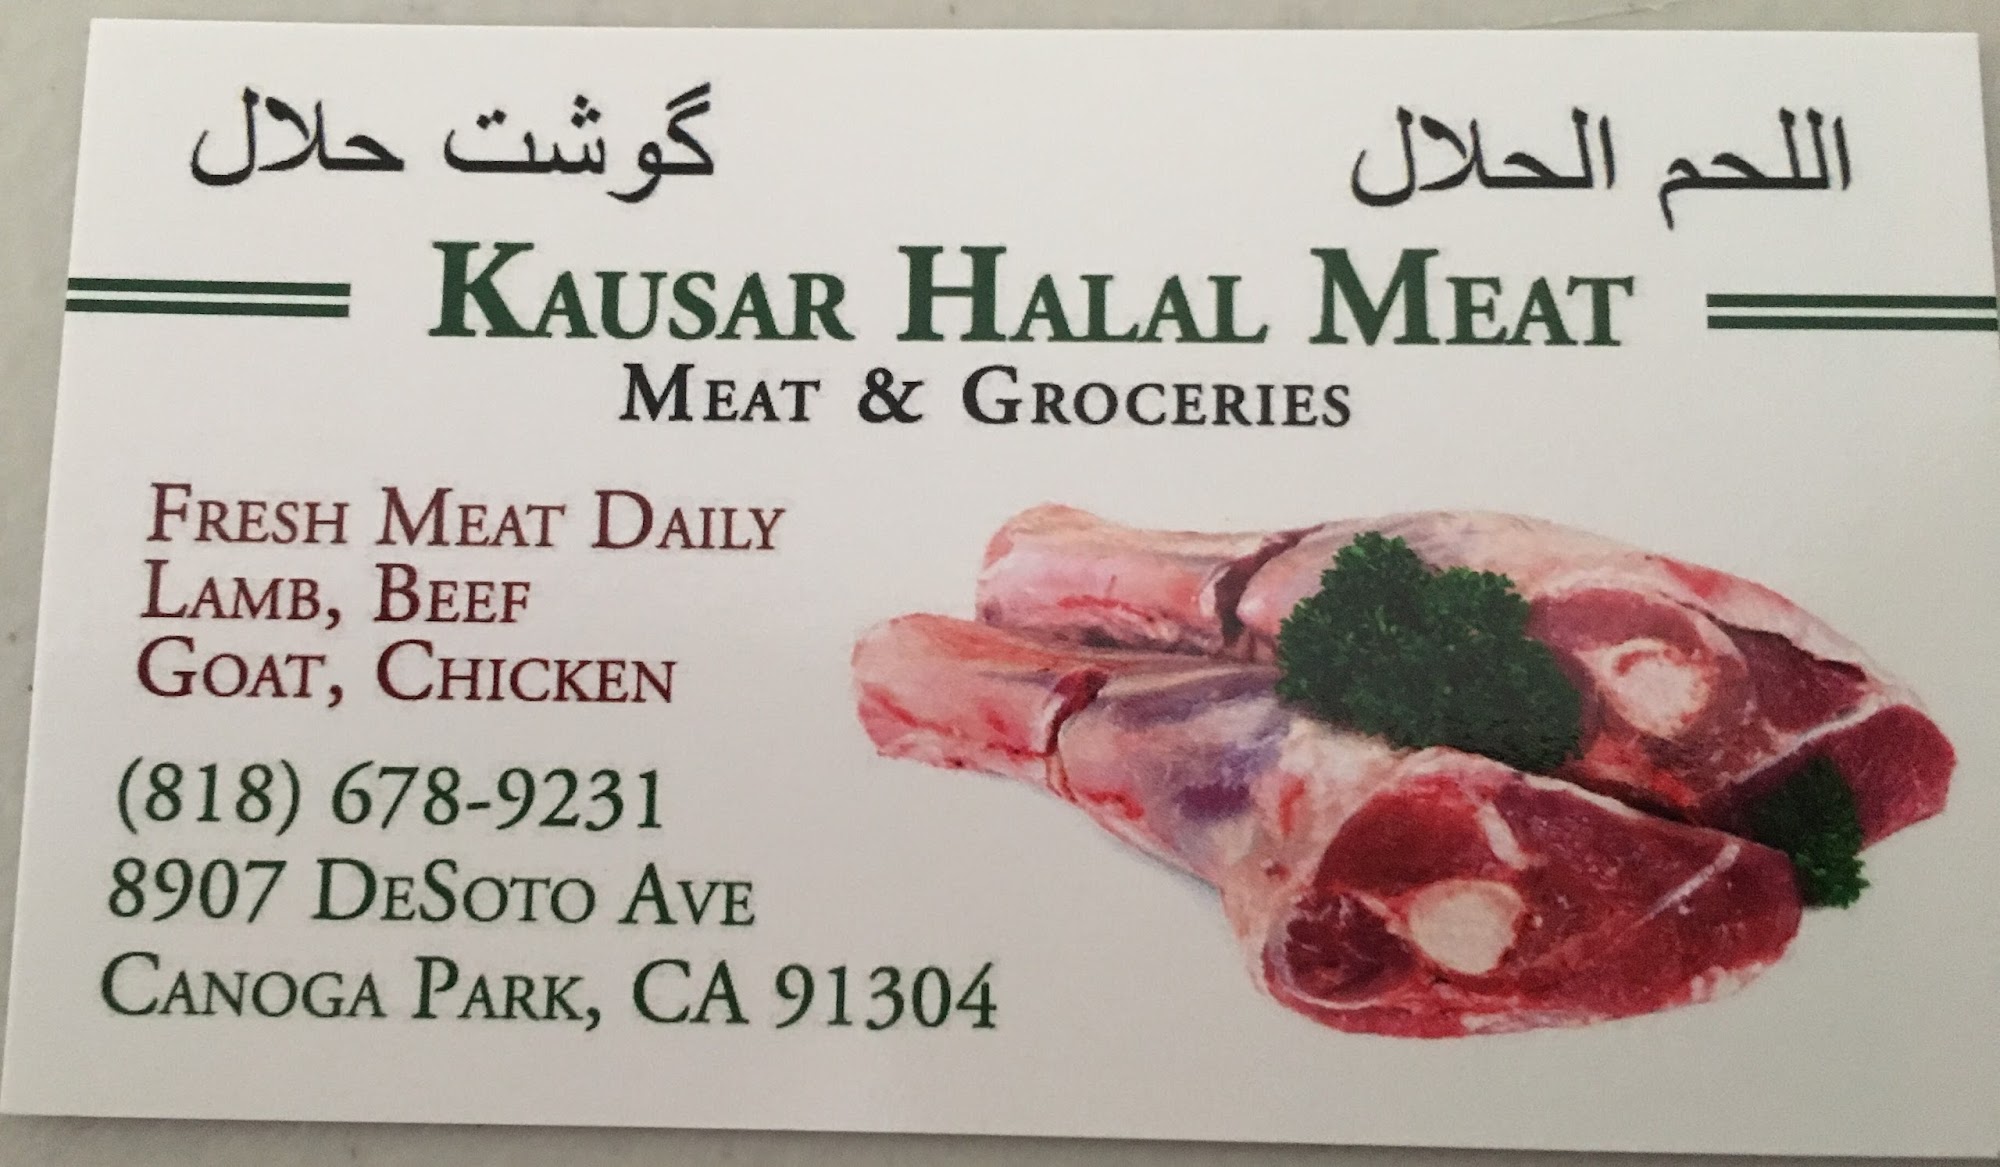 گوشت حلال
اللحم الحلال
KAUSAR HALAL MEAT
MEAT & GROCERIES
FRESH MEAT DAILY
LAMB, BEEF
GOAT, CHICKEN
(818) 678-9231
8907 DESOTO AVE
CANOGA PARK, CA 91304